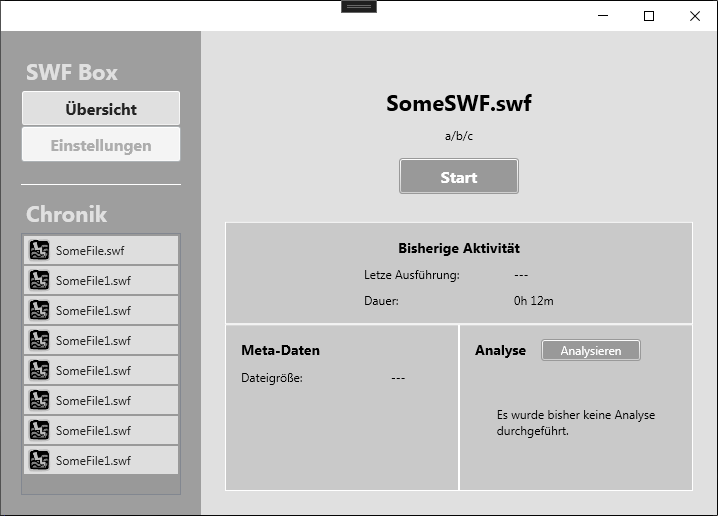 SWF Box
Übersicht
Einstellungen
Chronik
SomeFile.swf
SomeFile1.swf
SomeFile1.swf
SomeFile1.swf
SomeFile1.swf
SomeFile1.swf
SomeFile1.swf
SomeFile1.swf
SomeSWF.swf
a/b/c
Start
Bisherige Aktivität
Letze Ausführung: ---
Dauer: 0h 12m
Meta-Daten
Dateigröße: ---
Analyse Analysieren
Es wurde bisher keine Analyse
durchgeführt.